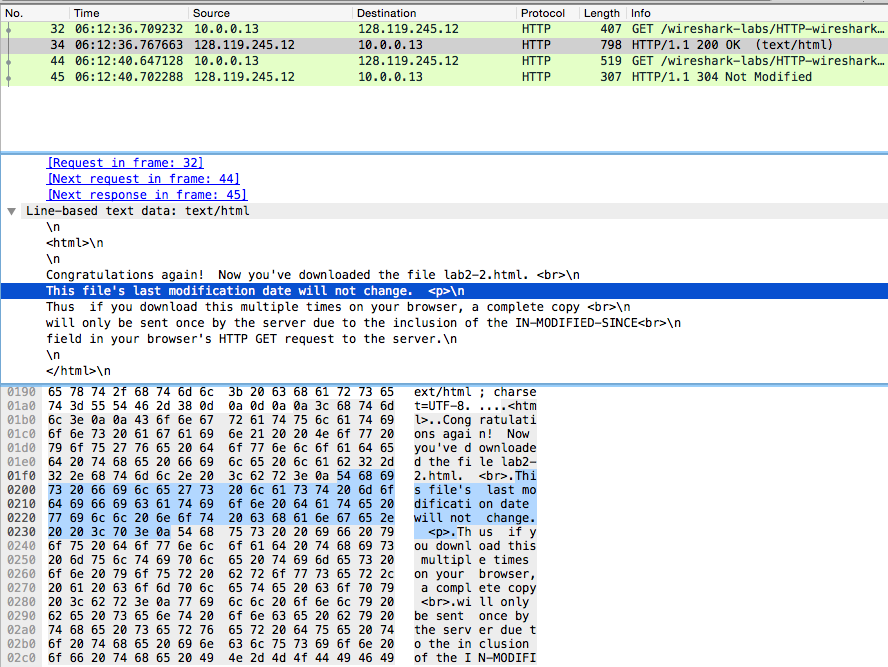 No. Time Source Destination Protocol Length Info
32 06:12:36.709232 10.0.0.13 128.119.245.12 HTTP 407 GET /wireshark-labs/HTTP-wireshark…
34 06:12:36.767663 128.119.245.12 10.0.0.13 HTTP 798 HTTP/1.1 200 OK  (text/html)
44 06:12:40.647128 10.0.0.13 128.119.245.12 HTTP 519 GET /wireshark-labs/HTTP-wireshark…
45 06:12:40.702288 128.119.245.12 10.0.0.13 HTTP 307 HTTP/1.1 304 Not Modified
[Request in frame: 32]
[Next request in frame: 44]
[Next response in frame: 45]
Line-based text data: text/html
\n
<html>\n
\n
Congratulations again!  Now you've downloaded the file lab2-2.html. <br>\n
This file's last modification date will not change.  <p>\n
Thus  if you download this multiple times on your browser, a complete copy <br>\n
will only be sent once by the server due to the inclusion of the IN-MODIFIED-SINCE<br>\n
field in your browser's HTTP GET request to the server.\n
\n
</html>\n
0190 65 78 74 2f 68 74 6d 6c 3b 20 63 68 61 72 73 65 ext/html ; charse
01a0 74 3d 55 54 46 2d 38 0d 0a 0d 0a 0a 3c 68 74 6d t=UTF-8. ....<htm
01b0 6c 3e 0a 0a 43 6f 6e 67 72 61 74 75 6c 61 74 69 l>..Cong ratulati
01c0 6f 6e 73 20 61 67 61 69 6e 21 20 20 4e 6f 77 20 ons agai n!  Now
01d0 79 6f 75 27 76 65 20 64 6f 77 6e 6c 6f 61 64 65 you've d ownloade
01e0 64 20 74 68 65 20 66 69 6c 65 20 6c 61 62 32 2d d the fi le lab2-
01f0 32 2e 68 74 6d 6c 2e 20 3c 62 72 3e 0a 54 68 69 2.html.  <br>.Thi
0200 73 20 66 69 6c 65 27 73 20 6c 61 73 74 20 6d 6f s file's  last mo
0210 64 69 66 69 63 61 74 69 6f 6e 20 64 61 74 65 20 dificati on date
0220 77 69 6c 6c 20 6e 6f 74 20 63 68 61 6e 67 65 2e will not  change.
0230 20 20 3c 70 3e 0a 54 68 75 73 20 20 69 66 20 79 <p>.Th us  if y
0240 6f 75 20 64 6f 77 6e 6c 6f 61 64 20 74 68 69 73 ou downl oad this
0250 20 6d 75 6c 74 69 70 6c 65 20 74 69 6d 65 73 20 multipl e times
0260 6f 6e 20 79 6f 75 72 20 62 72 6f 77 73 65 72 2c on your  browser,
0270 20 61 20 63 6f 6d 70 6c 65 74 65 20 63 6f 70 79 a compl ete copy
0280 20 3c 62 72 3e 0a 77 69 6c 6c 20 6f 6e 6c 79 20 <br>.wi ll only
0290 62 65 20 73 65 6e 74 20 6f 6e 63 65 20 62 79 20 be sent  once by
02a0 74 68 65 20 73 65 72 76 65 72 20 64 75 65 20 74 the serv er due t
02b0 6f 20 74 68 65 20 69 6e 63 6c 75 73 69 6f 6e 20 o the in clusion
02c0 6f 66 20 74 68 65 20 49 4e 2d 4d 4f 44 49 46 49 of the I N-MODIFI